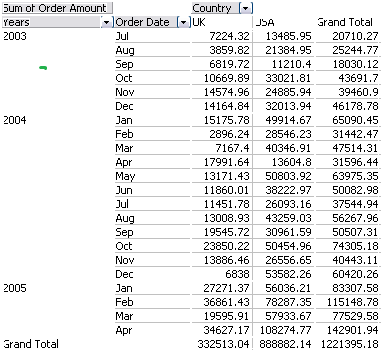 Sum of Order Amount Country
Years Order Date UK USA Grand Total
2003 Jul 7224.32 13485.95 20710.27
Aug 3859.82 21384.95 25244.77
Sep 6819.72 11210.4 18030.12
Oct 10669.89 33021.81 43691.7
Nov 14574.96 24885.94 39460.9
Dec 14164.84 32013.94 46178.78
2004 Jan 15175.78 49914.67 65090.45
Feb 2896.24 28546.23 31442.47
Mar 7167.4 40346.91 47514.31
Apr 17991.64 13604.8 31596.44
May 13171.43 50803.92 63975.35
Jun 11860.01 38222.97 50082.98
Jul 11451.78 26093.16 37544.94
Aug 13008.93 43259.03 56267.96
Sep 19545.72 30961.59 50507.31
Oct 23850.22 50454.96 74305.18
Nov 13886.46 26556.65 40443.11
Dec 6838 53582.26 60420.26
2005 Jan 27271.37 56036.21 83307.58
Feb 36861.43 78287.35 115148.78
Mar 19595.91 57933.67 77529.58
Apr 34627.17 108274.77 142901.94
Grand Total 332513.04 888882.14 1221395.18